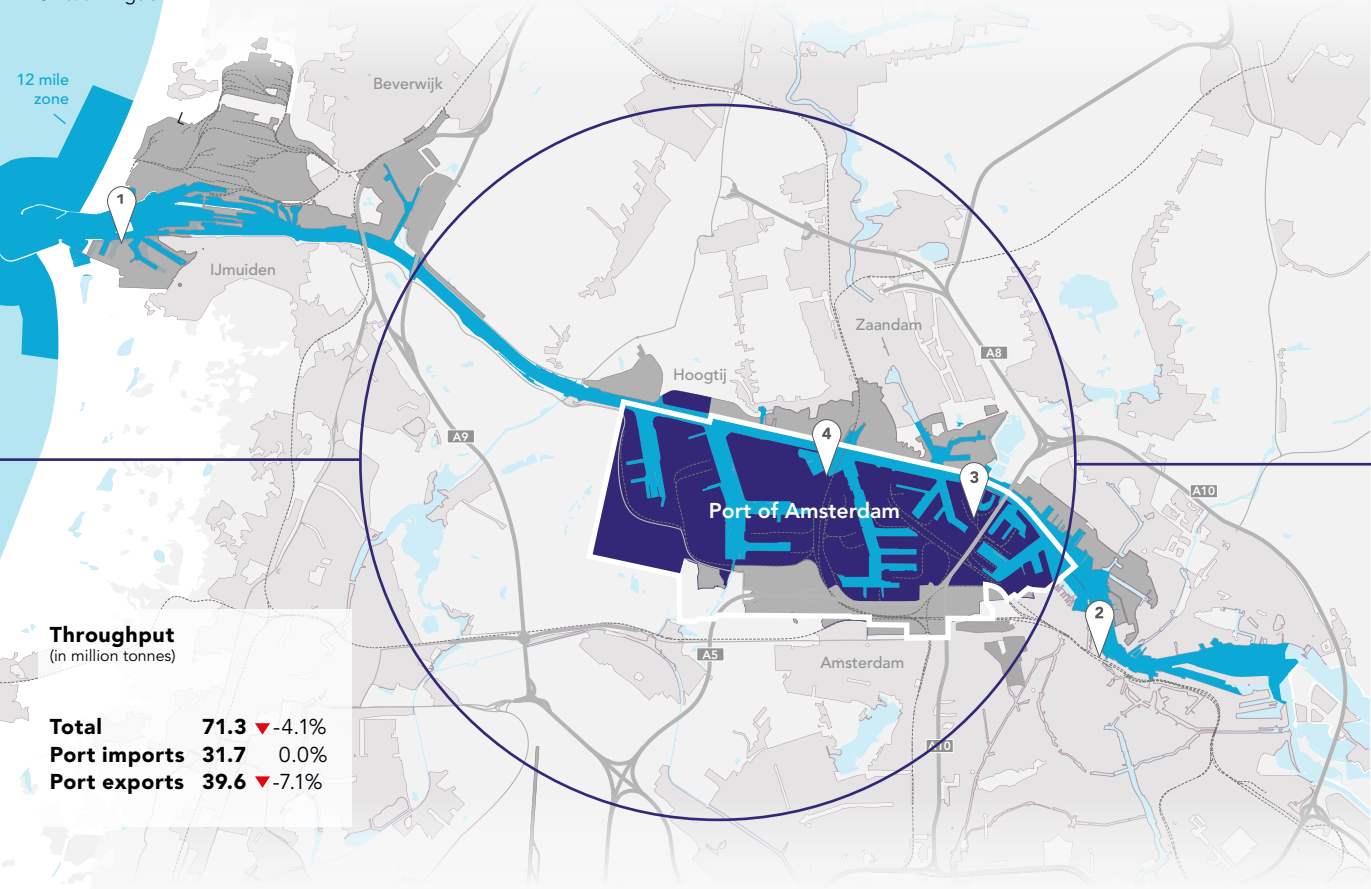 12 mile
zone
Beverwijk
1
IJmuiden
Zaandam
A8
Hoogtij
A9
4
3
A10
Port of Amsterdam
2
Throughput
(in million tonnes)
A5
Amsterdam
Total 71.3 -4.1%
Port imports 31.7 0.0%
Port exports 39.6 -7.1%
A10